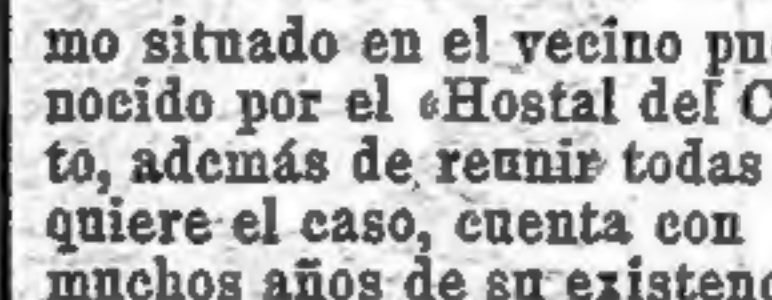 mo situado en el vecino pu
nocido por el «Hostal del C
to, además de reunir todas
quiere el caso, cuenta con
muchos años de su existenc